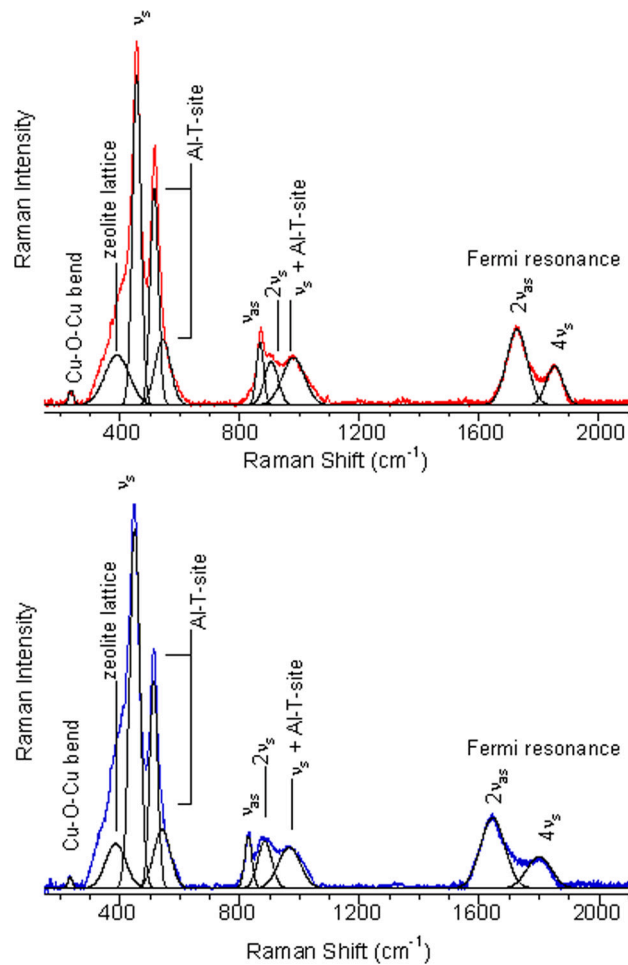 νs
Al-T-site
zeolite lattice
Cu-O-Cu bend
νas
2νs
νs + Al-T-site
Fermi resonance
2νas
4νs
Raman Intensity
400 800 1200 1600 2000
Raman Shift (cm-1)
νs
Al-T-site
zeolite lattice
Cu-O-Cu bend
νas
2νs
νs + Al-T-site
Fermi resonance
2νas
4νs
Raman Intensity
400 800 1200 1600 2000
Raman Shift (cm-1)